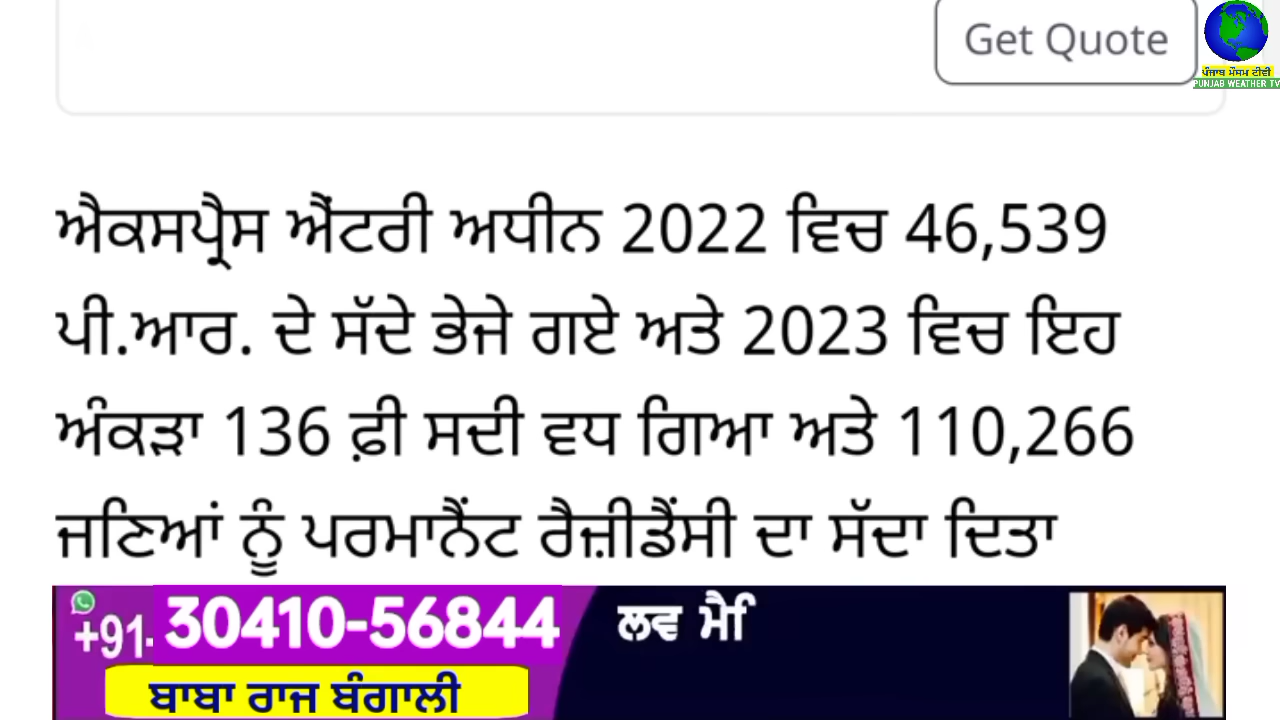 Get Quote
ਪੰਜਾਬ ਮੌਸਮ ਟੀਵੀ
PUNJAB WEATHER TV
ਐਕਸਪ੍ਰੈਸ ਐਂਟਰੀ ਅਧੀਨ 2022 ਵਿਚ 46,539
ਪੀ.ਆਰ. ਦੇ ਸੱਦੇ ਭੇਜੇ ਗਏ ਅਤੇ 2023 ਵਿਚ ਇਹ
ਅੰਕੜਾ 136 ਫ਼ੀ ਸਦੀ ਵਧ ਗਿਆ ਅਤੇ 110,266
ਜਣਿਆਂ ਨੂੰ ਪਰਮਾਨੈਂਟ ਰੈਜ਼ੀਡੈਂਸੀ ਦਾ ਸੱਦਾ ਦਿਤਾ
+91. 30410-56844 ਲਵ ਮੈਿ
ਬਾਬਾ ਰਾਜ ਬੰਗਾਲੀ